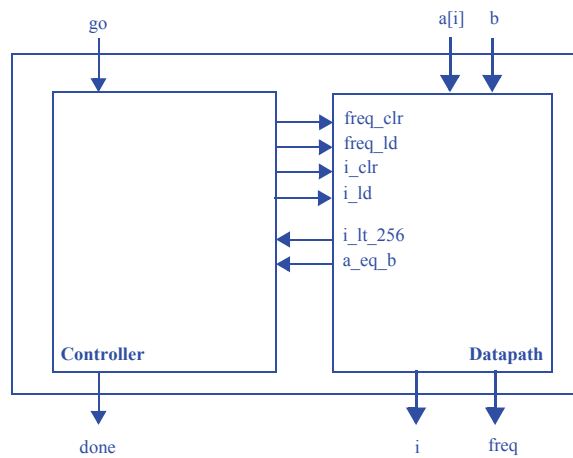 go
a[i]
b
freq_clr
freq_ld
i_clr
i_ld
i_lt_256
a_eq_b
Controller
Datapath
done
i
freq